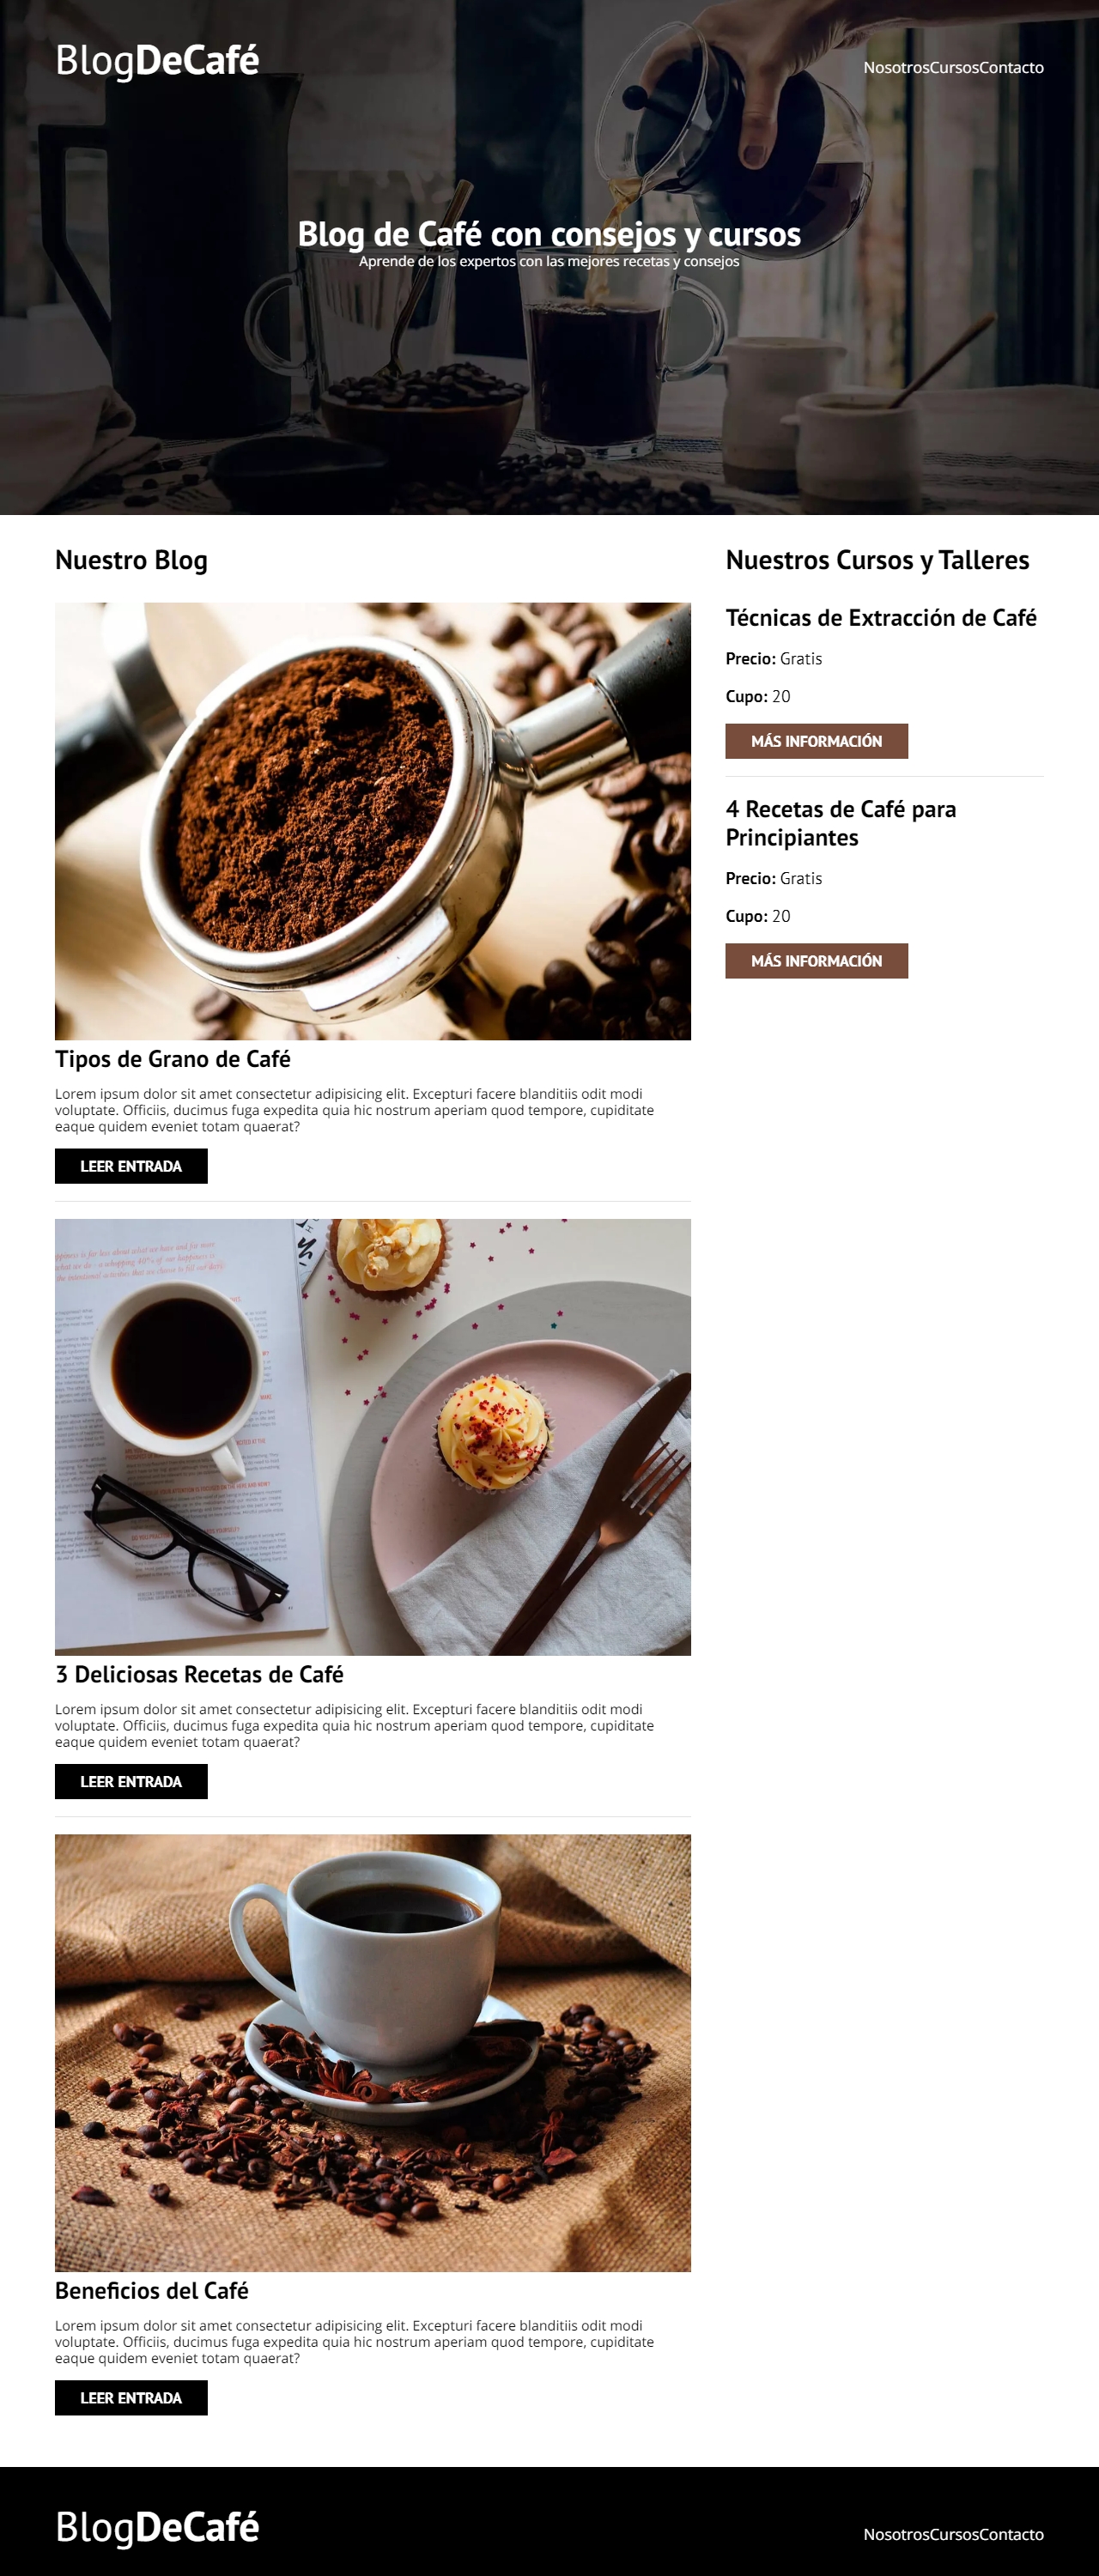 BlogDeCafé
NosotrosCursosContacto
Blog de Café con consejos y cursos
Aprende de los expertos con las mejores recetas y consejos
Nuestro Blog
Tipos de Grano de Café
Lorem ipsum dolor sit amet consectetur adipisicing elit. Excepturi facere blanditiis odit modi
voluptate. Officiis, ducimus fuga expedita quia hic nostrum aperiam quod tempore, cupiditate
eaque quidem eveniet totam quaerat?
LEER ENTRADA
3 Deliciosas Recetas de Café
Lorem ipsum dolor sit amet consectetur adipisicing elit. Excepturi facere blanditiis odit modi
voluptate. Officiis, ducimus fuga expedita quia hic nostrum aperiam quod tempore, cupiditate
eaque quidem eveniet totam quaerat?
LEER ENTRADA
Beneficios del Café
Lorem ipsum dolor sit amet consectetur adipisicing elit. Excepturi facere blanditiis odit modi
voluptate. Officiis, ducimus fuga expedita quia hic nostrum aperiam quod tempore, cupiditate
eaque quidem eveniet totam quaerat?
LEER ENTRADA
Nuestros Cursos y Talleres
Técnicas de Extracción de Café
Precio: Gratis
Cupo: 20
MÁS INFORMACIÓN
4 Recetas de Café para
Principiantes
Precio: Gratis
Cupo: 20
MÁS INFORMACIÓN
BlogDeCafé
NosotrosCursosContacto